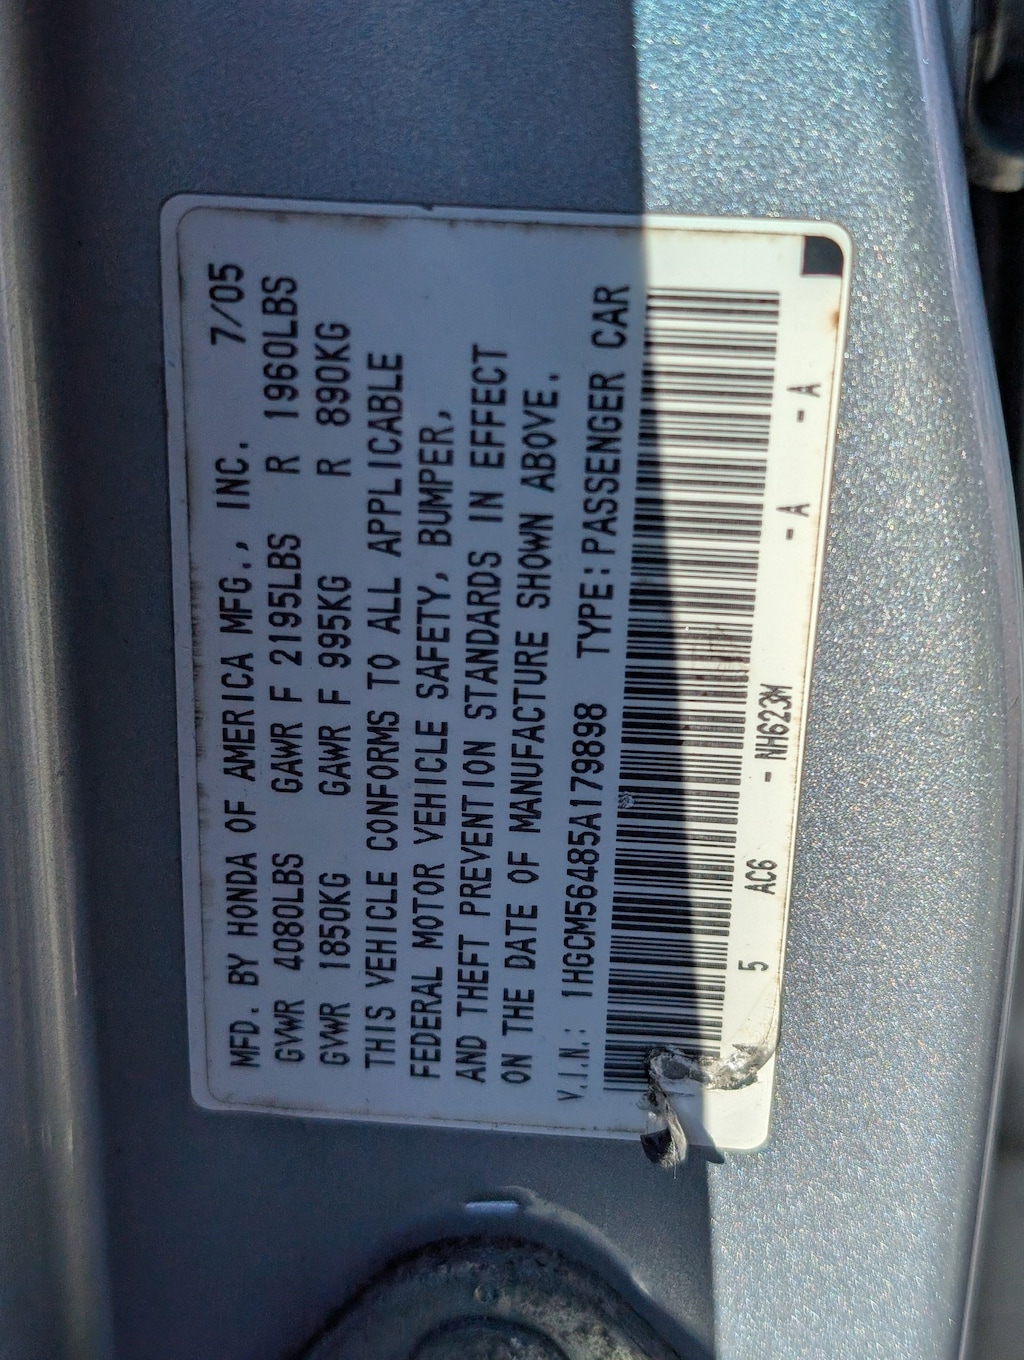 MFD. BY HONDA OF AMERICA MFG., INC. 7/05
GVWR 4080LBS GAWR F 2195LBS R 1960LBS
GVWR 1850KG GAWR F 995KG R 890KG
THIS VEHICLE CONFORMS TO ALL APPLICABLE
FEDERAL MOTOR VEHICLE SAFETY, BUMPER,
AND THEFT PREVENTION STANDARDS IN EFFECT
ON THE DATE OF MANUFACTURE SHOWN ABOVE.
V.I.N.: 1HGCM56485A179898 TYPE:PASSENGER CAR
5 AC6 - NH623M - A - A